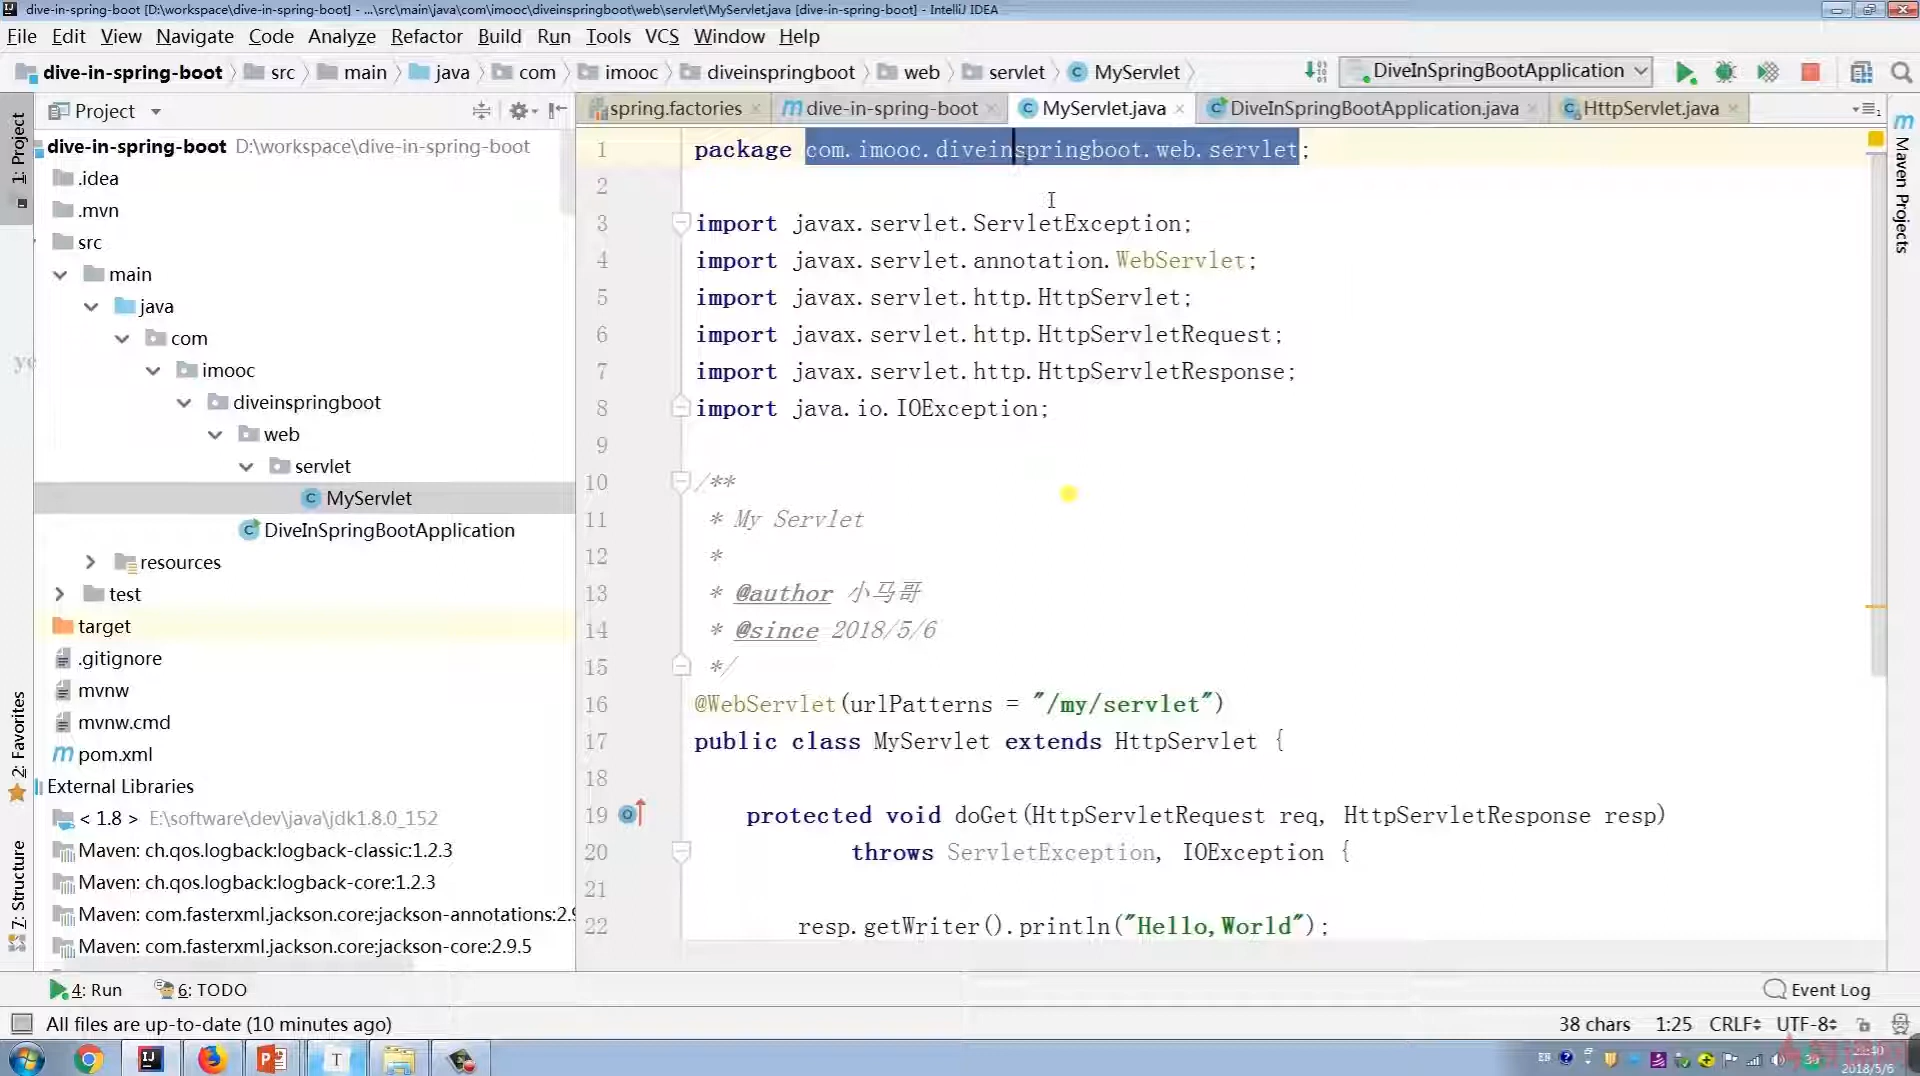 dive-in-spring-boot [D:\workspace\dive-in-spring-boot] - ...\src\main\java\com\imooc\diveinspringboot\web\servlet\MyServlet.java [dive-in-spring-boot] - IntelliJ IDEA
File Edit View Navigate Code Analyze Refactor Build Run Tools VCS Window Help
dive-in-spring-boot src main java com imooc diveinspringboot web servlet MyServlet DiveInSpringBootApplication
Project
spring.factories dive-in-spring-boot MyServlet.java DiveInSpringBootApplication.java HttpServlet.java
1: Project
2: Favorites
7: Structure
Maven Projects
dive-in-spring-boot D:\workspace\dive-in-spring-boot
.idea
.mvn
src
main
java
com
imooc
diveinspringboot
web
servlet
MyServlet
DiveInSpringBootApplication
resources
test
target
.gitignore
mvnw
mvnw.cmd
pom.xml
External Libraries
< 1.8 > E:\software\dev\java\jdk1.8.0_152
Maven: ch.qos.logback:logback-classic:1.2.3
Maven: ch.qos.logback:logback-core:1.2.3
Maven: com.fasterxml.jackson.core:jackson-annotations:2.9
Maven: com.fasterxml.jackson.core:jackson-core:2.9.5
1 package com.imooc.diveinspringboot.web.servlet;
2
3 import javax.servlet.ServletException;
4 import javax.servlet.annotation.WebServlet;
5 import javax.servlet.http.HttpServlet;
6 import javax.servlet.http.HttpServletRequest;
7 import javax.servlet.http.HttpServletResponse;
8 import java.io.IOException;
9
10 /**
11 * My Servlet
12 *
13 * @author 小马哥
14 * @since 2018/5/6
15 */
16 @WebServlet(urlPatterns = "/my/servlet")
17 public class MyServlet extends HttpServlet {
18
19 protected void doGet(HttpServletRequest req, HttpServletResponse resp)
20 throws ServletException, IOException {
21
22 resp.getWriter().println("Hello,World");
4: Run 6: TODO Event Log
All files are up-to-date (10 minutes ago) 38 chars 1:25 CRLF UTF-8
EN
2018/5/6